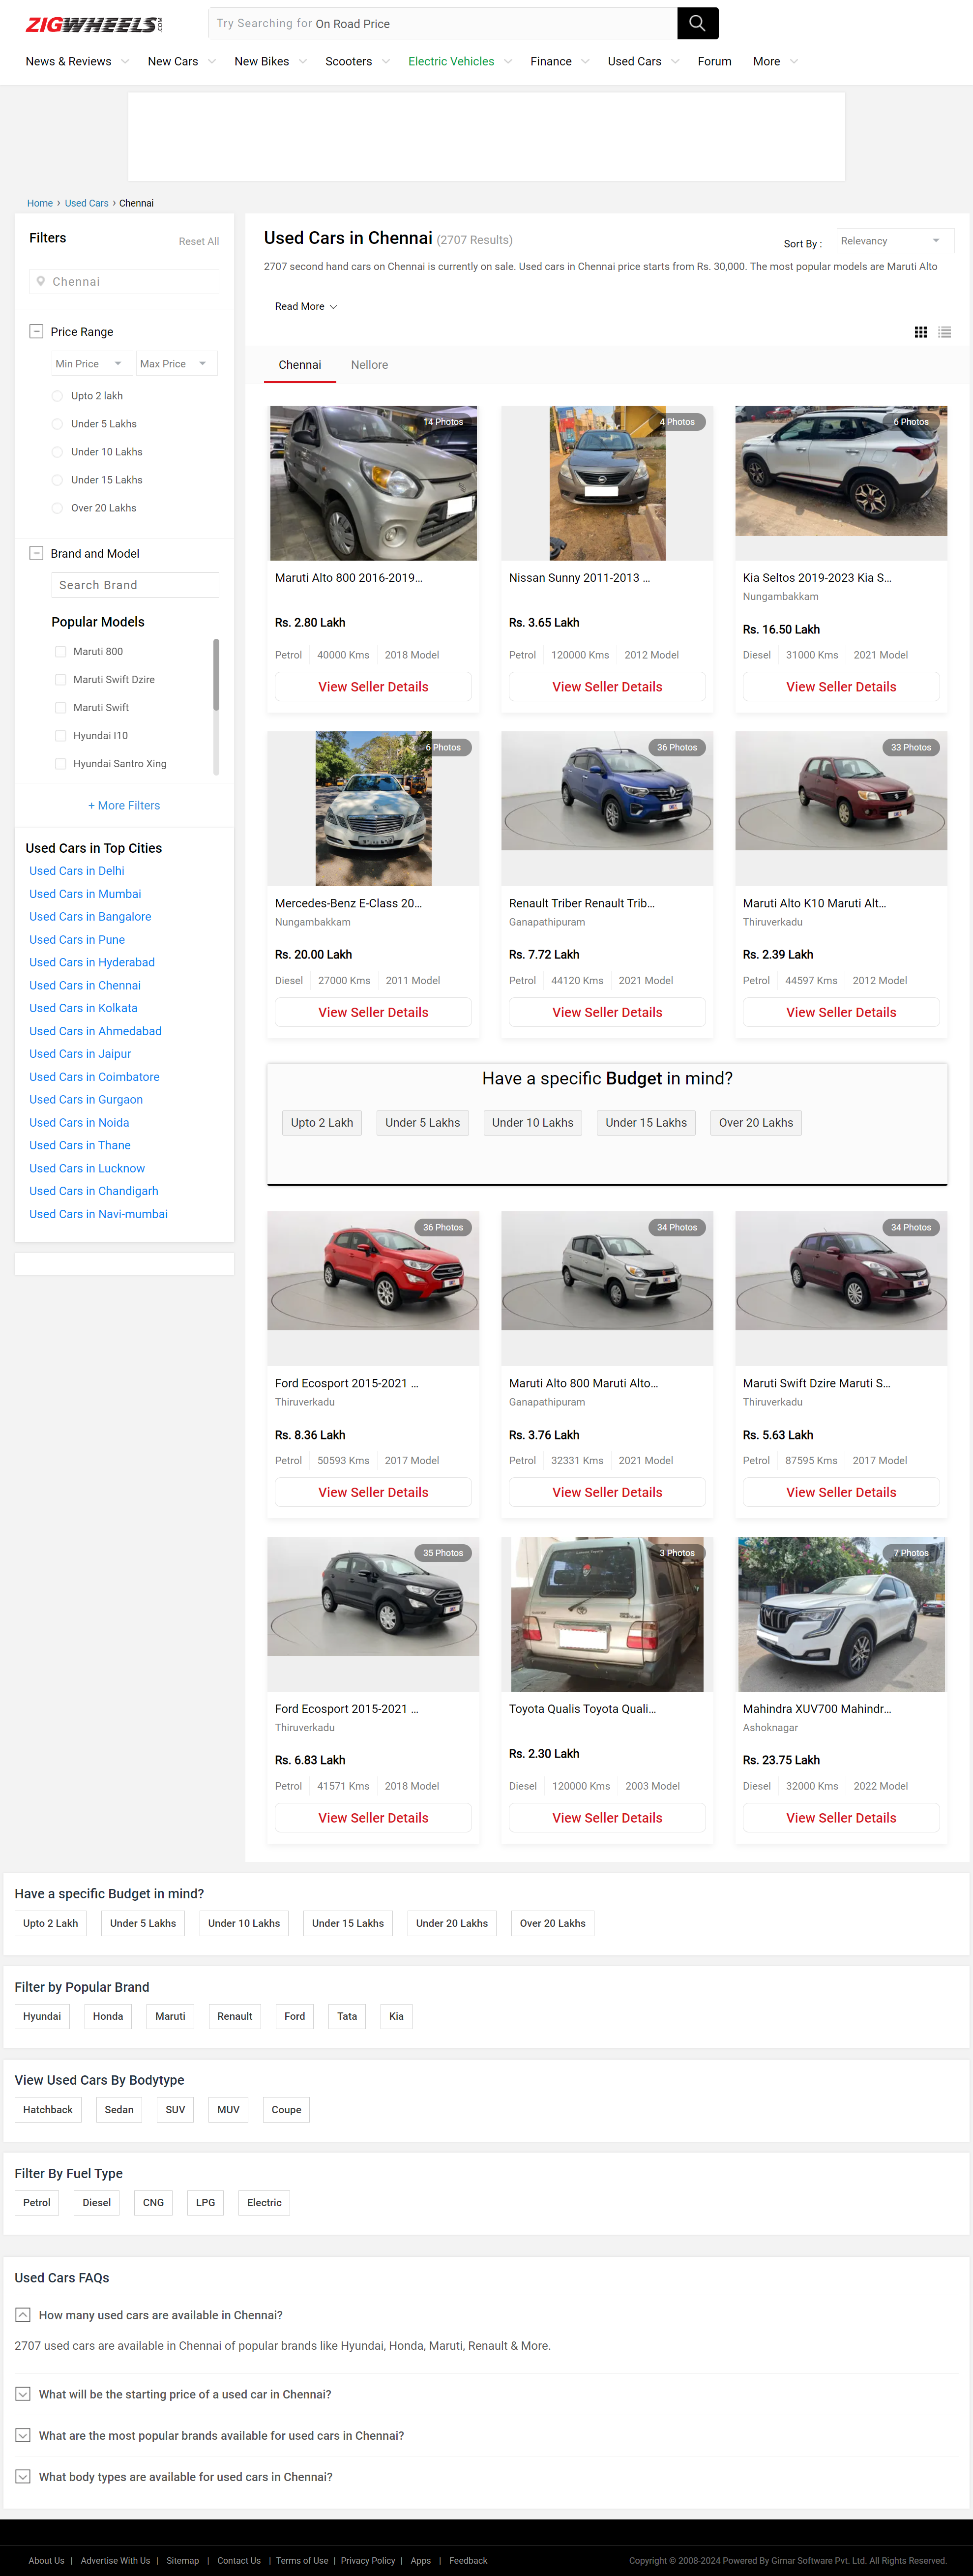 ZIGWHEELS.COM
Try Searching for On Road Price
News & Reviews
New Cars
New Bikes
Scooters
Electric Vehicles
Finance
Used Cars
Forum
More
Home › Used Cars › Chennai
Filters
Reset All
Chennai
Price Range
Min Price
Max Price
Upto 2 lakh
Under 5 Lakhs
Under 10 Lakhs
Under 15 Lakhs
Over 20 Lakhs
Brand and Model
Search Brand
Popular Models
Maruti 800
Maruti Swift Dzire
Maruti Swift
Hyundai I10
Hyundai Santro Xing
+ More Filters
Used Cars in Top Cities
Used Cars in Delhi
Used Cars in Mumbai
Used Cars in Bangalore
Used Cars in Pune
Used Cars in Hyderabad
Used Cars in Chennai
Used Cars in Kolkata
Used Cars in Ahmedabad
Used Cars in Jaipur
Used Cars in Coimbatore
Used Cars in Gurgaon
Used Cars in Noida
Used Cars in Thane
Used Cars in Lucknow
Used Cars in Chandigarh
Used Cars in Navi-mumbai
Used Cars in Chennai (2707 Results)
Sort By :
Relevancy
2707 second hand cars on Chennai is currently on sale. Used cars in Chennai price starts from Rs. 30,000. The most popular models are Maruti Alto
Read More
Chennai
Nellore
14 Photos
Maruti Alto 800 2016-2019...
Rs. 2.80 Lakh
Petrol 40000 Kms 2018 Model
View Seller Details
4 Photos
Nissan Sunny 2011-2013 ...
Rs. 3.65 Lakh
Petrol 120000 Kms 2012 Model
View Seller Details
6 Photos
Kia Seltos 2019-2023 Kia S...
Nungambakkam
Rs. 16.50 Lakh
Diesel 31000 Kms 2021 Model
View Seller Details
6 Photos
Mercedes-Benz E-Class 20...
Nungambakkam
Rs. 20.00 Lakh
Diesel 27000 Kms 2011 Model
View Seller Details
36 Photos
Renault Triber Renault Trib...
Ganapathipuram
Rs. 7.72 Lakh
Petrol 44120 Kms 2021 Model
View Seller Details
33 Photos
Maruti Alto K10 Maruti Alt...
Thiruverkadu
Rs. 2.39 Lakh
Petrol 44597 Kms 2012 Model
View Seller Details
Have a specific Budget in mind?
Upto 2 Lakh
Under 5 Lakhs
Under 10 Lakhs
Under 15 Lakhs
Over 20 Lakhs
36 Photos
Ford Ecosport 2015-2021 ...
Thiruverkadu
Rs. 8.36 Lakh
Petrol 50593 Kms 2017 Model
View Seller Details
34 Photos
Maruti Alto 800 Maruti Alto...
Ganapathipuram
Rs. 3.76 Lakh
Petrol 32331 Kms 2021 Model
View Seller Details
34 Photos
Maruti Swift Dzire Maruti S...
Thiruverkadu
Rs. 5.63 Lakh
Petrol 87595 Kms 2017 Model
View Seller Details
35 Photos
Ford Ecosport 2015-2021 ...
Thiruverkadu
Rs. 6.83 Lakh
Petrol 41571 Kms 2018 Model
View Seller Details
3 Photos
Toyota Qualis Toyota Quali...
Rs. 2.30 Lakh
Diesel 120000 Kms 2003 Model
View Seller Details
7 Photos
Mahindra XUV700 Mahindr...
Ashoknagar
Rs. 23.75 Lakh
Diesel 32000 Kms 2022 Model
View Seller Details
Have a specific Budget in mind?
Upto 2 Lakh
Under 5 Lakhs
Under 10 Lakhs
Under 15 Lakhs
Under 20 Lakhs
Over 20 Lakhs
Filter by Popular Brand
Hyundai
Honda
Maruti
Renault
Ford
Tata
Kia
View Used Cars By Bodytype
Hatchback
Sedan
SUV
MUV
Coupe
Filter By Fuel Type
Petrol
Diesel
CNG
LPG
Electric
Used Cars FAQs
How many used cars are available in Chennai?
2707 used cars are available in Chennai of popular brands like Hyundai, Honda, Maruti, Renault & More.
What will be the starting price of a used car in Chennai?
What are the most popular brands available for used cars in Chennai?
What body types are available for used cars in Chennai?
About Us | Advertise With Us | Sitemap | Contact Us | Terms of Use | Privacy Policy | Apps | Feedback
Copyright © 2008-2024 Powered By Girnar Software Pvt. Ltd. All Rights Reserved.